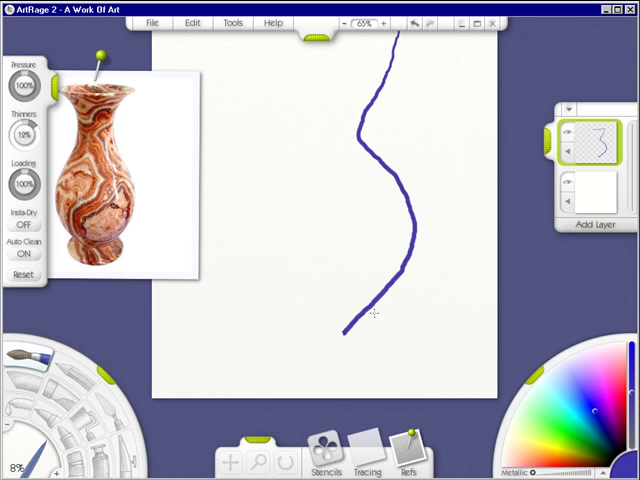 ArtRage 2 - A Work Of Art
File Edit Tools Help
- 65% +
Pressure
100%
Thinners
12%
Loading
100%
Insta-Dry
OFF
Auto Clean
ON
Reset
Add Layer
8%
Stencils Tracing Refs
Metallic